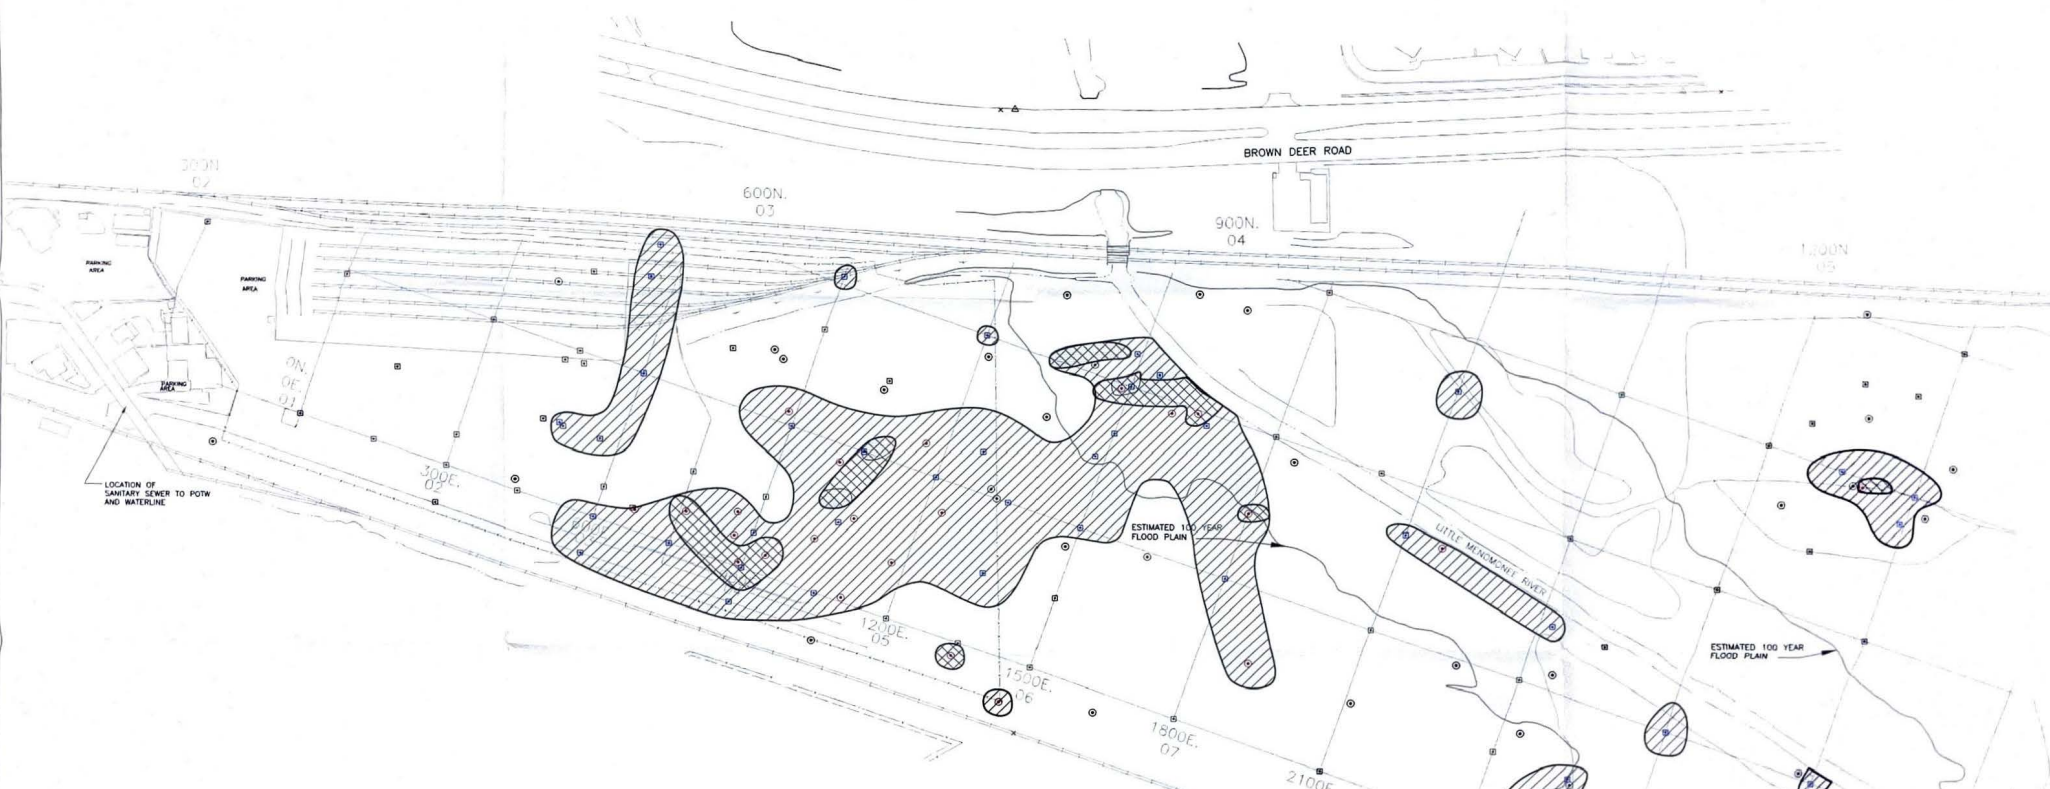 BROWN DEER ROAD
300N
02
600N.
03
900N.
04
1200N
05
PARKING
AREA
PARKING
AREA
PARKING
AREA
0N.
0E.
01
300E.
02
LOCATION OF
SANITARY SEWER TO POTW
AND WATERLINE
ESTIMATED 100 YEAR
FLOOD PLAIN
LITTLE MENOMONEE RIVER
1200E.
05
ESTIMATED 100 YEAR
FLOOD PLAIN
1500E.
06
1800E.
07
2100E